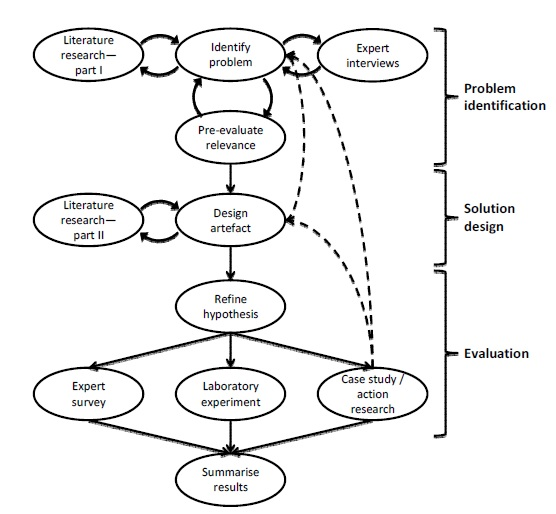 Literature
research—
part I
Identify
problem
Expert
interviews
Problem
identification
Pre-evaluate
relevance
Literature
research—
part II
Design
artefact
Solution
design
Refine
hypothesis
Evaluation
Expert
survey
Laboratory
experiment
Case study /
action
research
Summarise
results